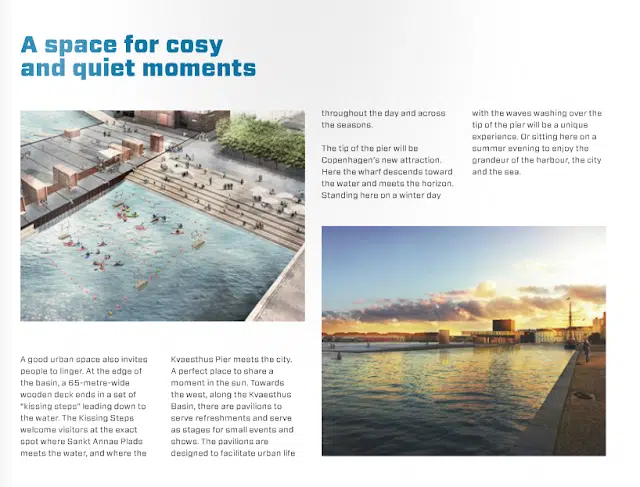 A space for cosy
and quiet moments
A good urban space also invites
people to linger. At the edge of
the basin, a 65-metre-wide
wooden deck ends in a set of
"kissing steps" leading down to
the water. The Kissing Steps
welcome visitors at the exact
spot where Sankt Annae Plads
meets the water, and where the
Kvaesthus Pier meets the city.
A perfect place to share a
moment in the sun. Towards
the west, along the Kvaesthus
Basin, there are pavilions to
serve refreshments and serve
as stages for small events and
shows. The pavilions are
designed to facilitate urban life
throughout the day and across
the seasons.
The tip of the pier will be
Copenhagen's new attraction.
Here the wharf descends toward
the water and meets the horizon.
Standing here on a winter day
with the waves washing over the
tip of the pier will be a unique
experience. Or sitting here on a
summer evening to enjoy the
grandeur of the harbour, the city
and the sea.